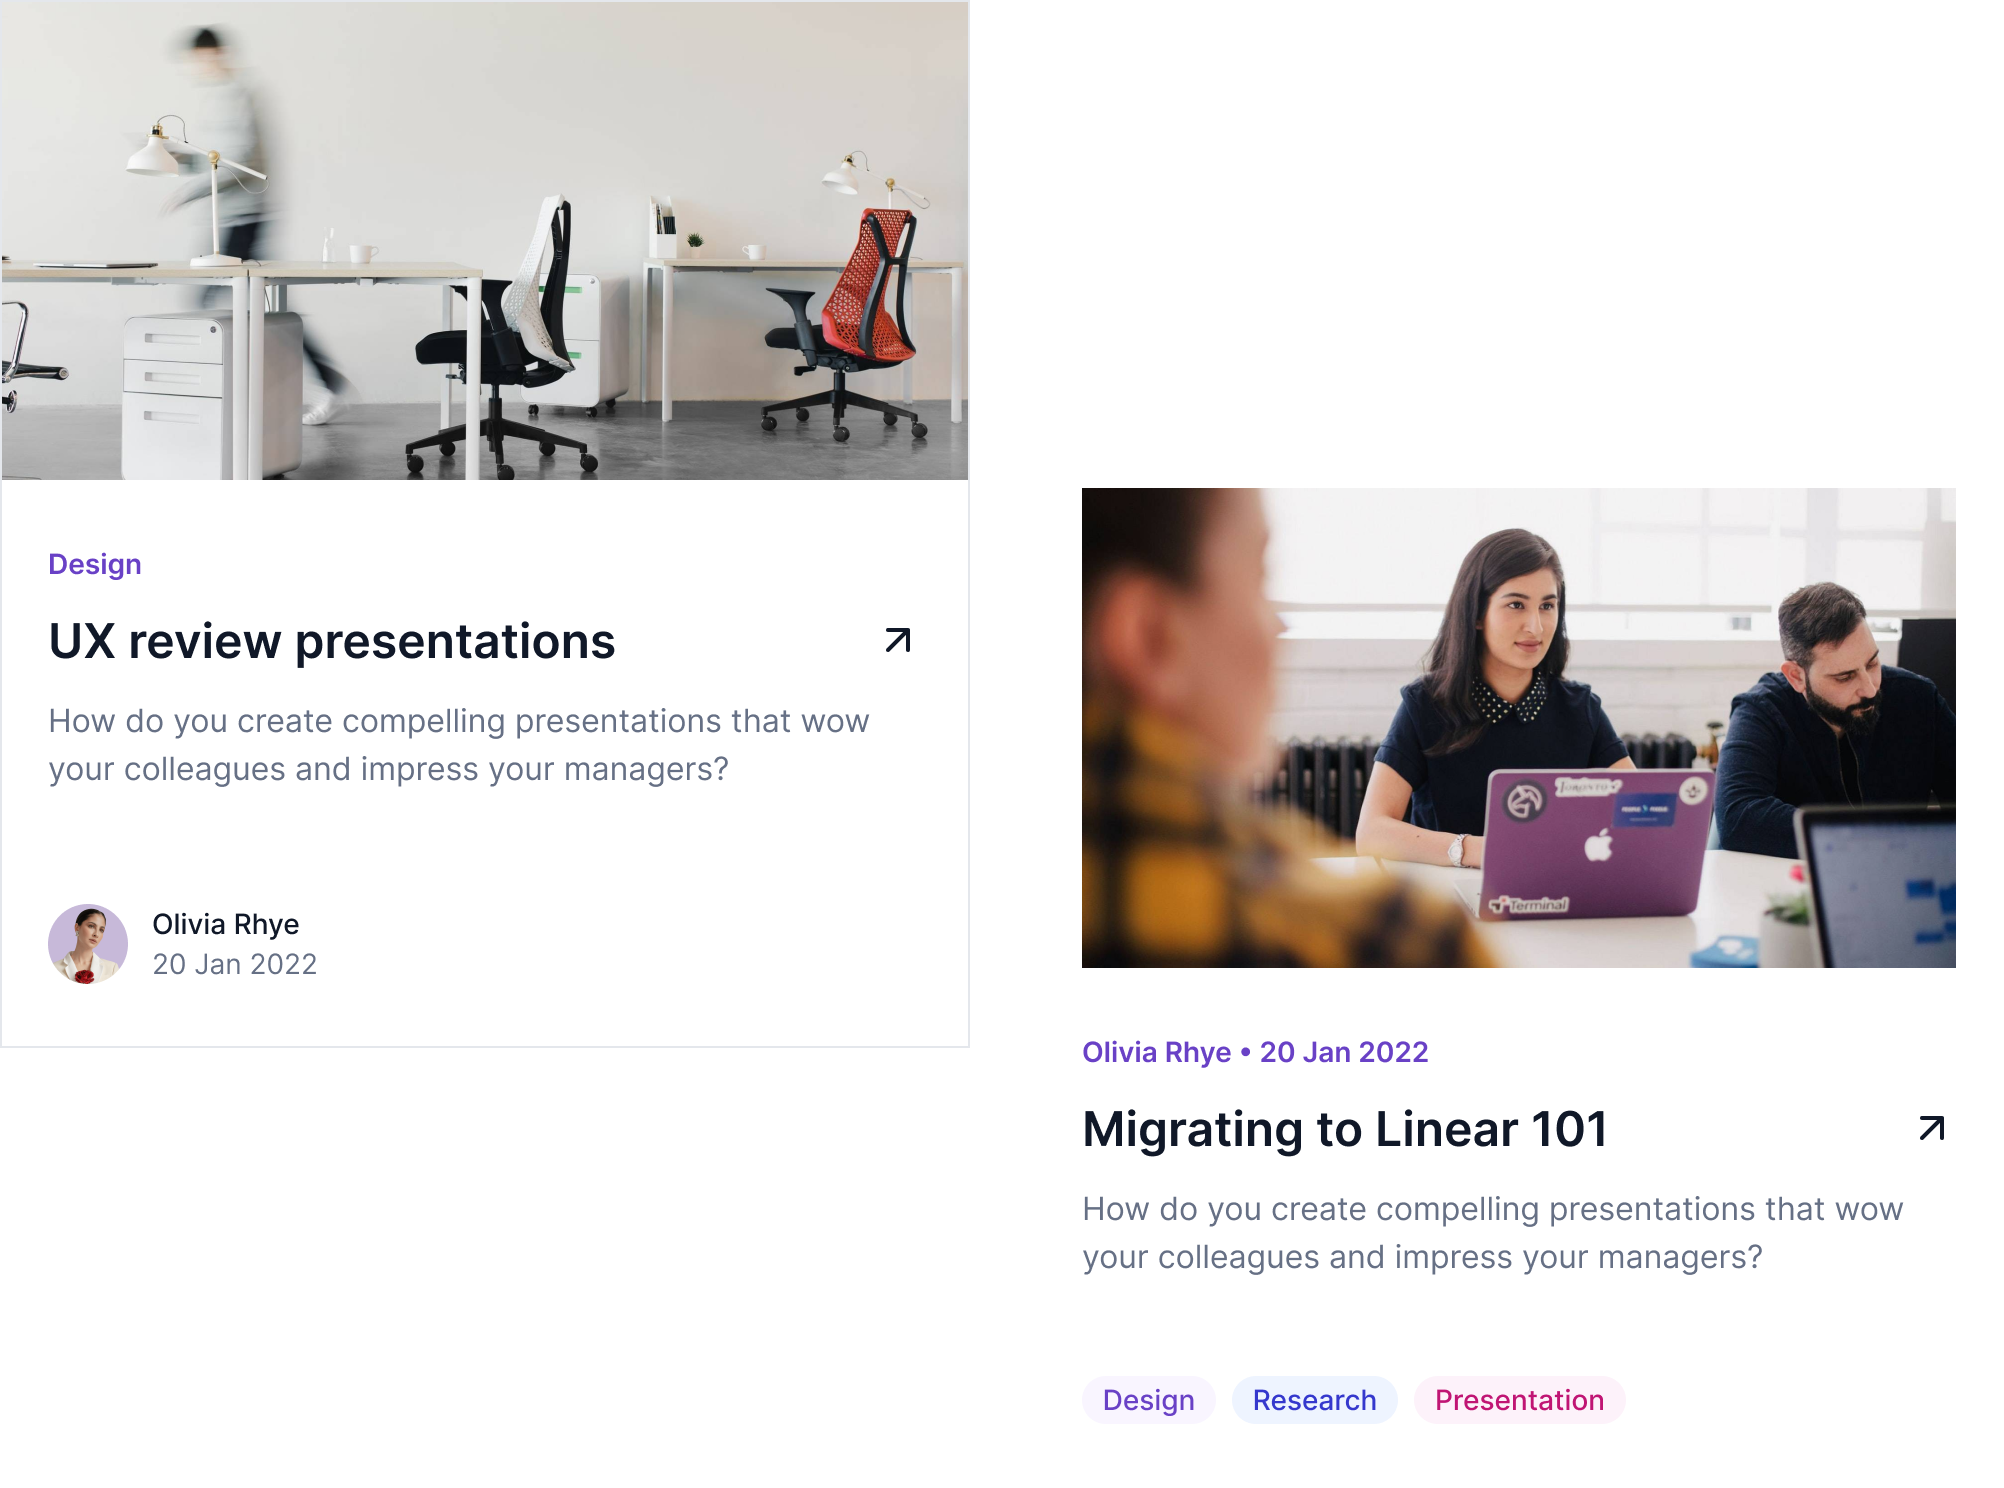 Design
UX review presentations
How do you create compelling presentations that wow
your colleagues and impress your managers?
Olivia Rhye
20 Jan 2022
TORONTO
Terminal
Olivia Rhye • 20 Jan 2022
Migrating to Linear 101
How do you create compelling presentations that wow
your colleagues and impress your managers?
Design
Research
Presentation